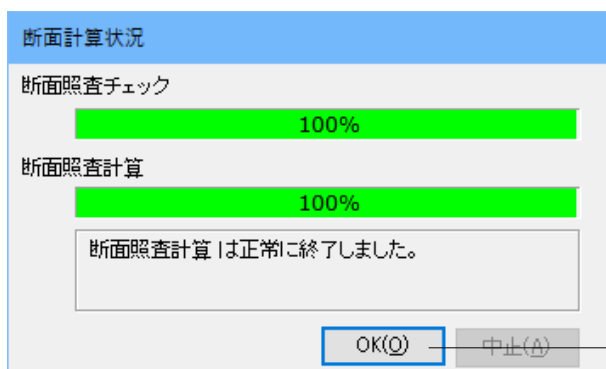 断面計算状況
断面照査チェック
100%
断面照査計算
100%
断面照査計算 は正常に終了しました。
OK(O) 中止(A)